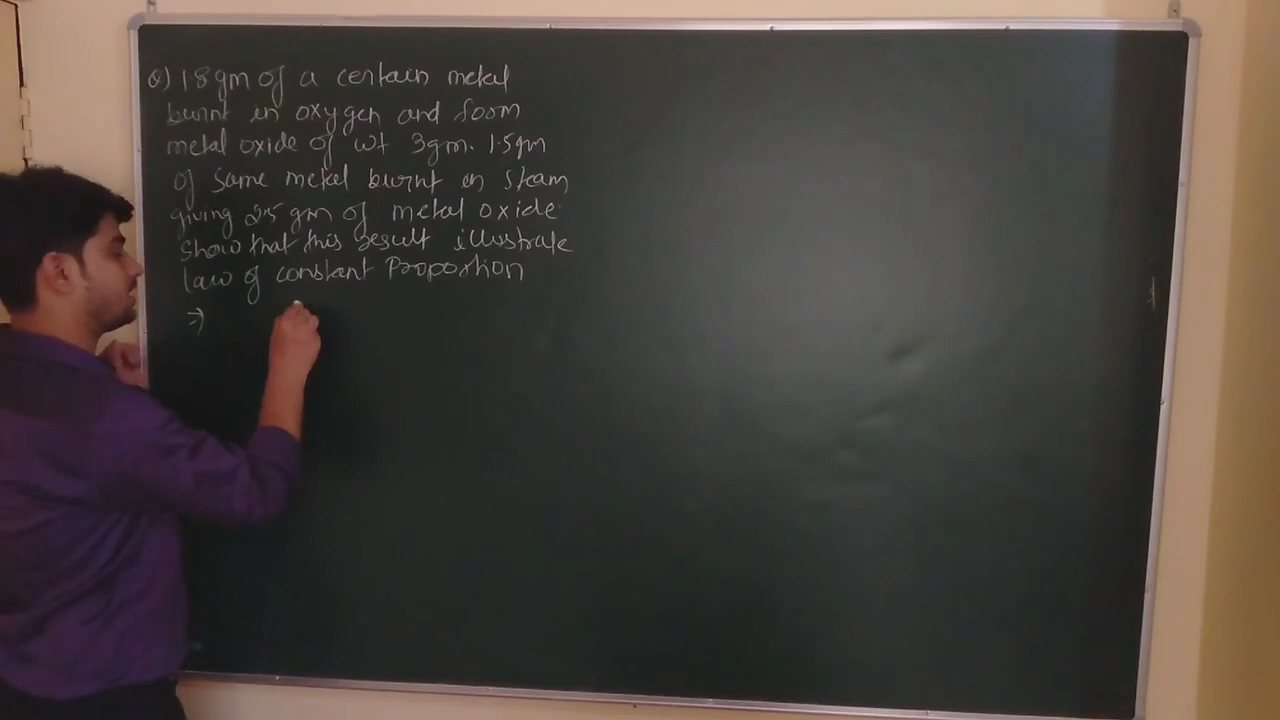 Q) 1.8 gm of a certain metal
burnt in oxygen and form
metal oxide of wt 3gm. 1.5gm
of same metal burnt in steam
giving 2.5 gm of metal oxide.
show that this result illustrate
law of constant Proportion
⇒